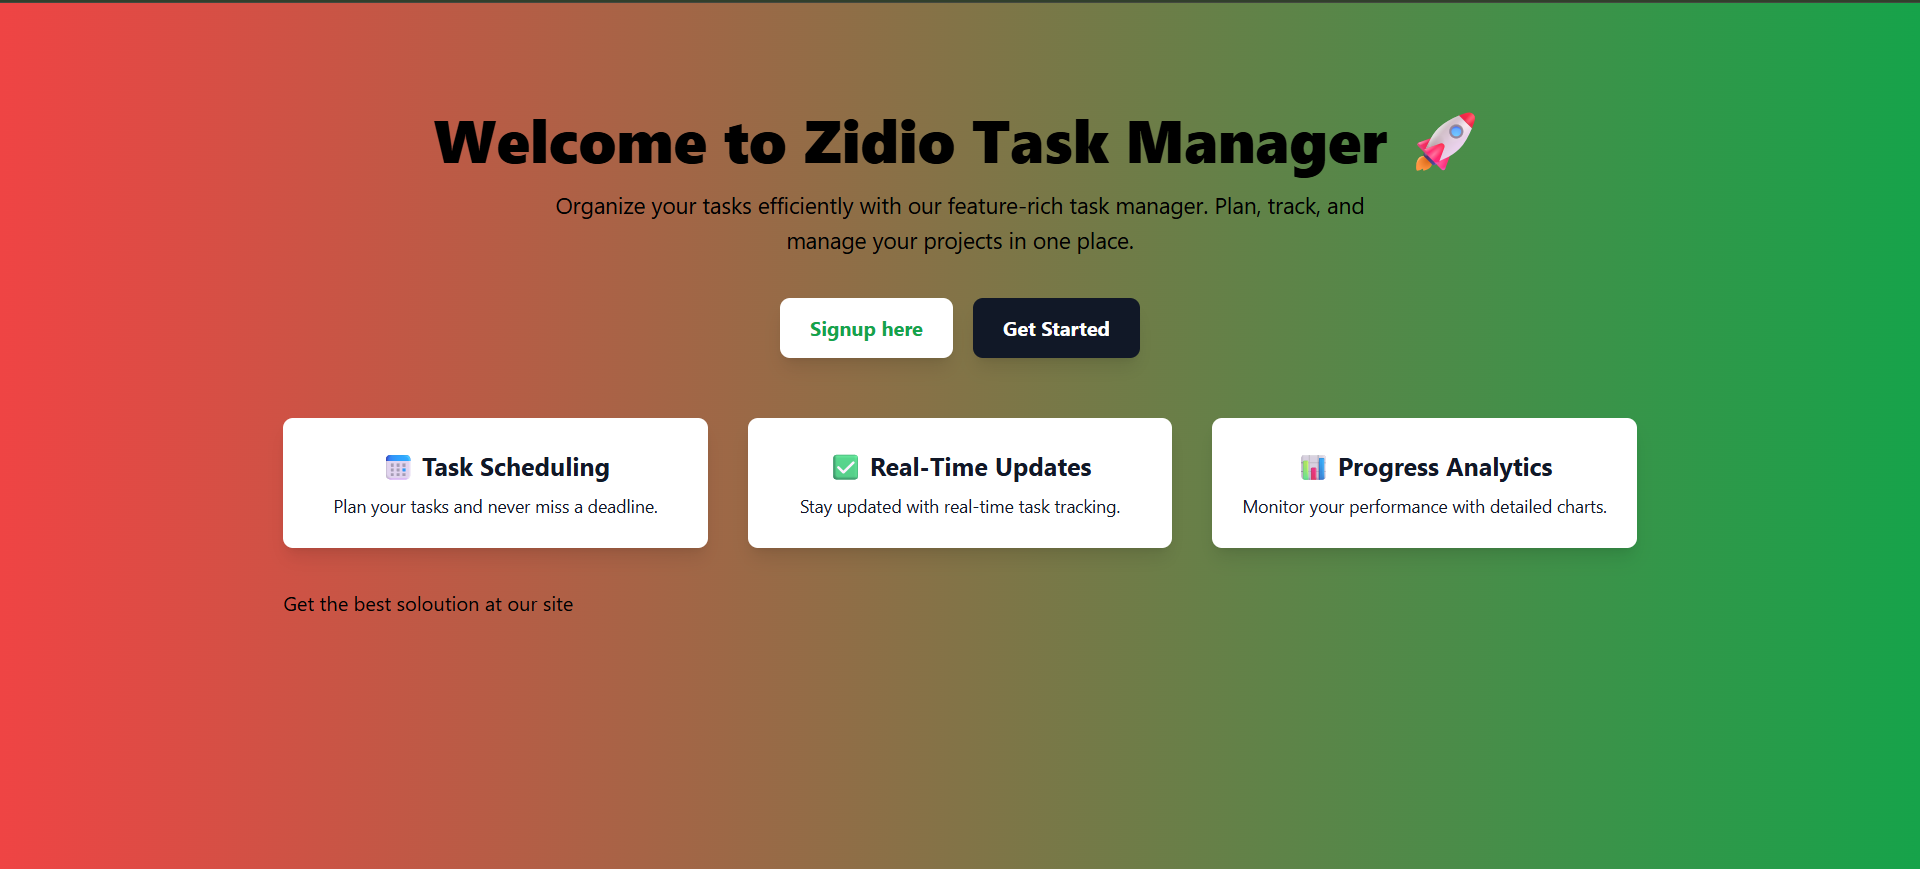 Welcome to Zidio Task Manager 🚀
Organize your tasks efficiently with our feature-rich task manager. Plan, track, and
manage your projects in one place.
Signup here
Get Started
📅 Task Scheduling
Plan your tasks and never miss a deadline.
✅ Real-Time Updates
Stay updated with real-time task tracking.
📊 Progress Analytics
Monitor your performance with detailed charts.
Get the best soloution at our site